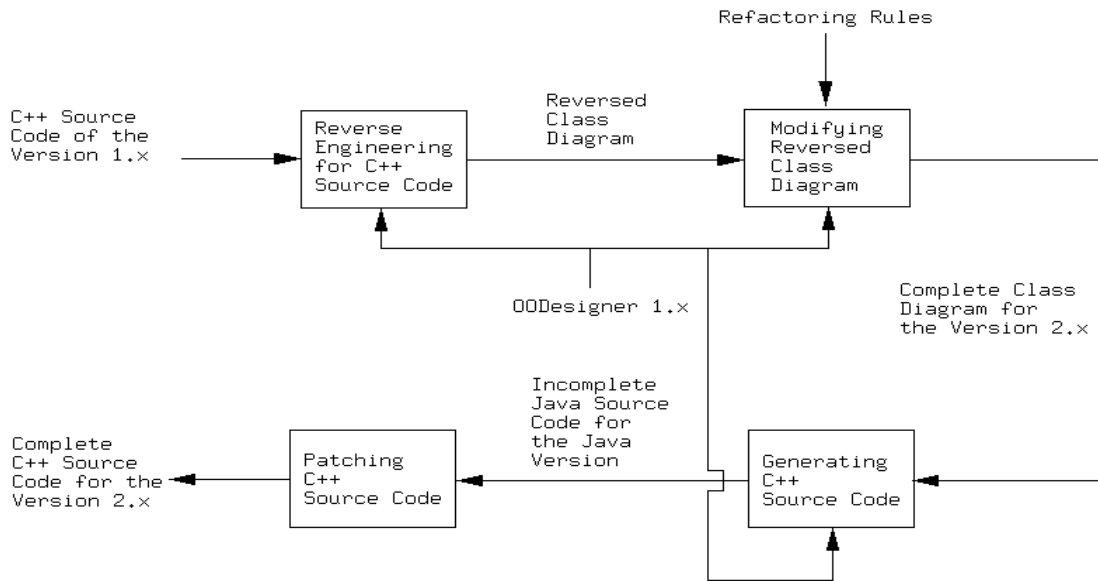 Refactoring Rules
C++ Source
Code of the
Version 1.x
Reverse
Engineering
for C++
Source Code
Reversed
Class
Diagram
Modifying
Reversed
Class
Diagram
OODesigner 1.x
Complete Class
Diagram for
the Version 2.x
Complete
C++ Source
Code for the
Version 2.x
Patching
C++
Source Code
Incomplete
Java Source
Code for
the Java
Version
Generating
C++
Source Code